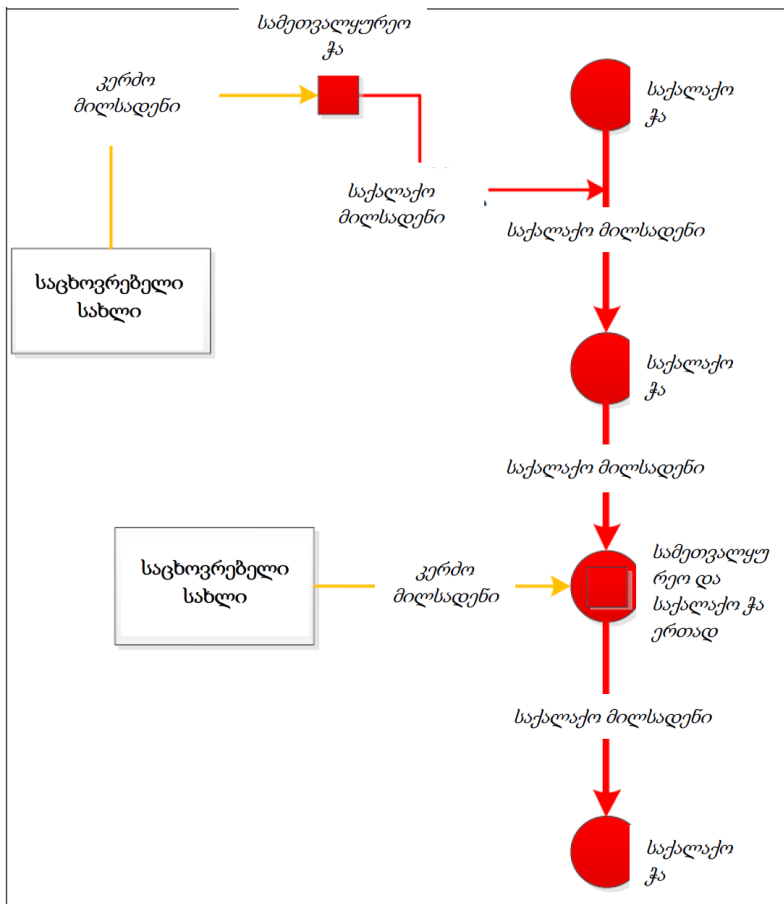 სამეთვალყურეო
ჭა
კერძო
მილსადენი
საქალაქო
ჭა
საქალაქო
მილსადენი
საქალაქო მილსადენი
საცხოვრებელი
სახლი
საქალაქო
ჭა
საქალაქო მილსადენი
საცხოვრებელი
სახლი
კერძო
მილსადენი
სამეთვალყუ
რეო და
საქალაქო ჭა
ერთად
საქალაქო მილსადენი
საქალაქო
ჭა